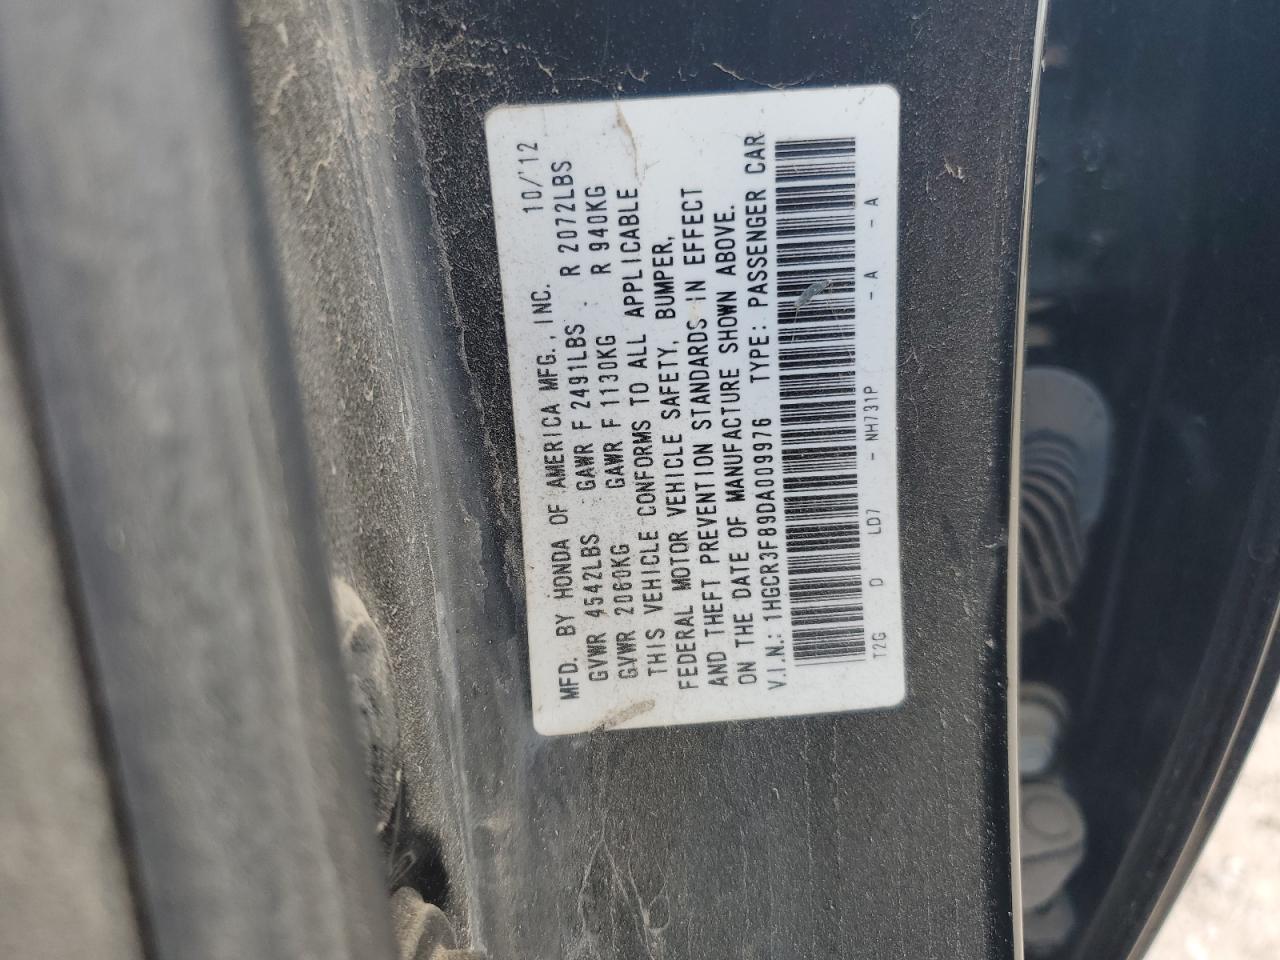 MFD. BY HONDA OF AMERICA MFG., INC. 10/'12
GVWR 4542LBS GAWR F 2491LBS R 2072LBS
GVWR 2060KG GAWR F 1130KG R 940KG
THIS VEHICLE CONFORMS TO ALL APPLICABLE
FEDERAL MOTOR VEHICLE SAFETY, BUMPER,
AND THEFT PREVENTION STANDARDS IN EFFECT
ON THE DATE OF MANUFACTURE SHOWN ABOVE.
V.I.N.: 1HGCR3F89DA009976 TYPE: PASSENGER CAR
T2G D LD7 - NH731P - A - A